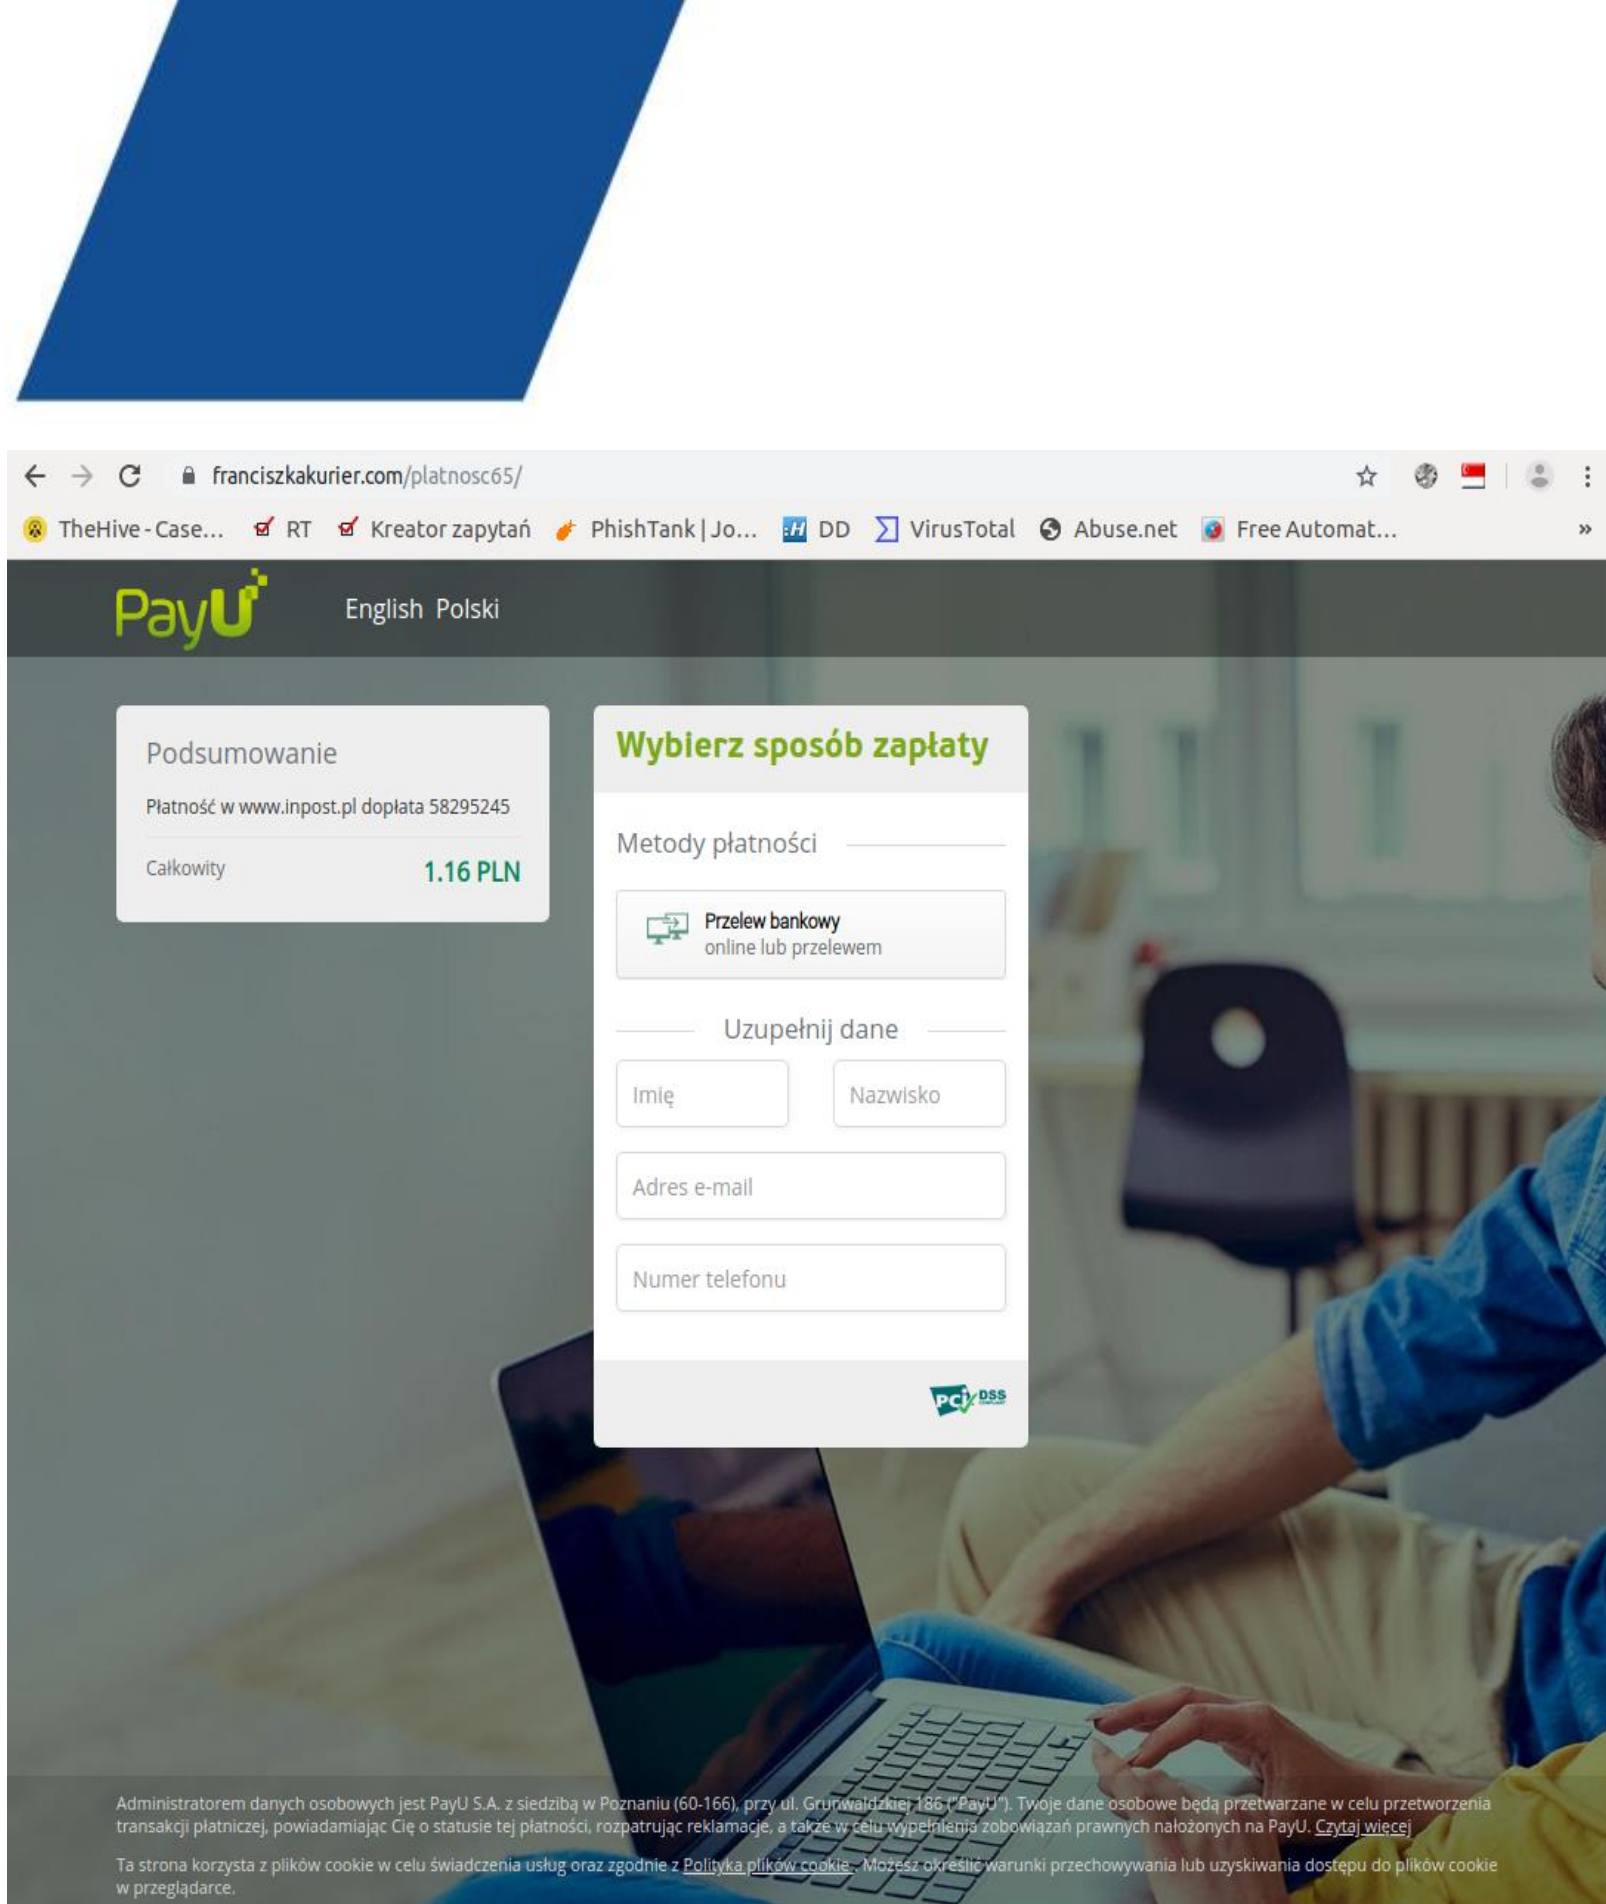 franciszkakurier.com/platnosc65/
TheHive - Case... RT Kreator zapytań PhishTank | Jo... :H DD VirusTotal Abuse.net Free Automat... »
PayU English Polski
Podsumowanie
Płatność w www.inpost.pl dopłata 58295245
Całkowity 1.16 PLN
Wybierz sposób zapłaty
Metody płatności
Przelew bankowy
online lub przelewem
Uzupełnij dane
Imię Nazwisko
Adres e-mail
Numer telefonu
PCI DSS
Administratorem danych osobowych jest PayU S.A. z siedzibą w Poznaniu (60-166), przy ul. Grunwaldzkiej 186 ("PayU"). Twoje dane osobowe będą przetwarzane w celu przetworzenia
transakcji płatniczej, powiadamiając Cię o statusie tej płatności, rozpatrując reklamacje, a także w celu wypełnienia zobowiązań prawnych nałożonych na PayU. Czytaj więcej
Ta strona korzysta z plików cookie w celu świadczenia usług oraz zgodnie z Polityka plików cookie . Możesz określić warunki przechowywania lub uzyskiwania dostępu do plików cookie
w przeglądarce.